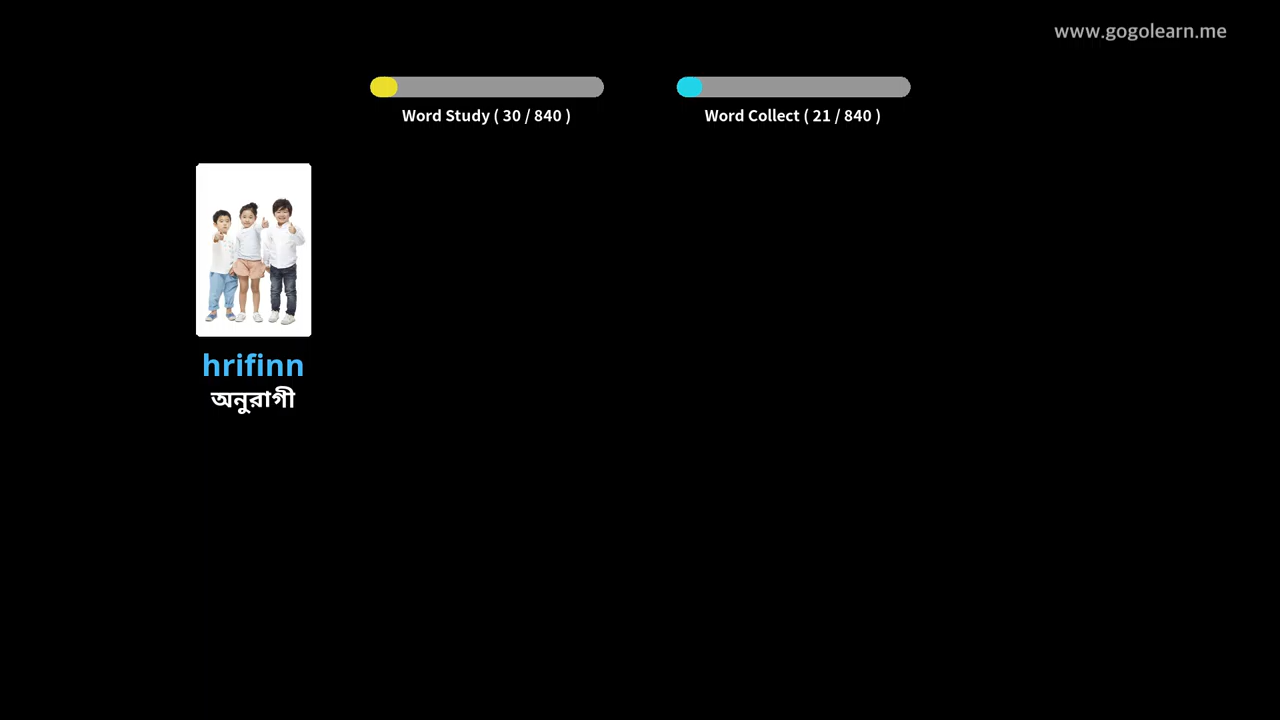 www.gogolearn.me
Word Study ( 30 / 840 )
Word Collect ( 21 / 840 )
hrifinn
অনুরাগী